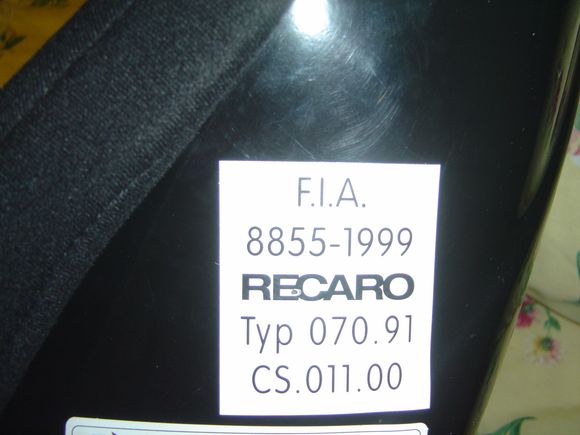 F.I.A.
8855-1999
RECARO
Typ 070.91
CS.011.00